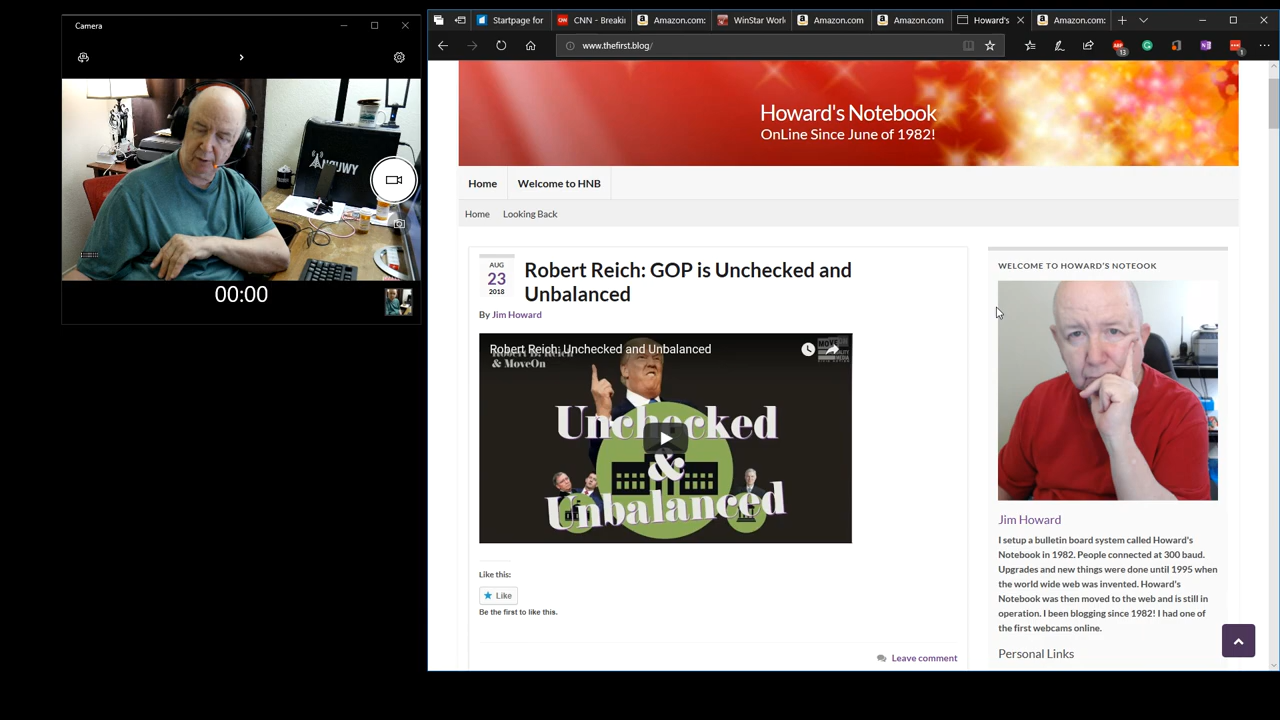 Camera
00:00
NGUWY
Startpage for
CNN - Breaki
Amazon.com:
WinStar Worl
Amazon.com
Amazon.com
Howard's
Amazon.com:
www.thefirst.blog/
13
1
Howard's Notebook
OnLine Since June of 1982!
Home
Welcome to HNB
Home
Looking Back
AUG
23
2018
Robert Reich: GOP is Unchecked and
Unbalanced
By Jim Howard
Robert Reich: Unchecked and Unbalanced
& MoveOn
Unchecked
&
Unbalanced
Like this:
Like
Be the first to like this.
Leave comment
WELCOME TO HOWARD'S NOTEOOK
Jim Howard
I setup a bulletin board system called Howard's
Notebook in 1982. People connected at 300 baud.
Upgrades and new things were done until 1995 when
the world wide web was invented. Howard's
Notebook was then moved to the web and is still in
operation. I been blogging since 1982! I had one of
the first webcams online.
Personal Links